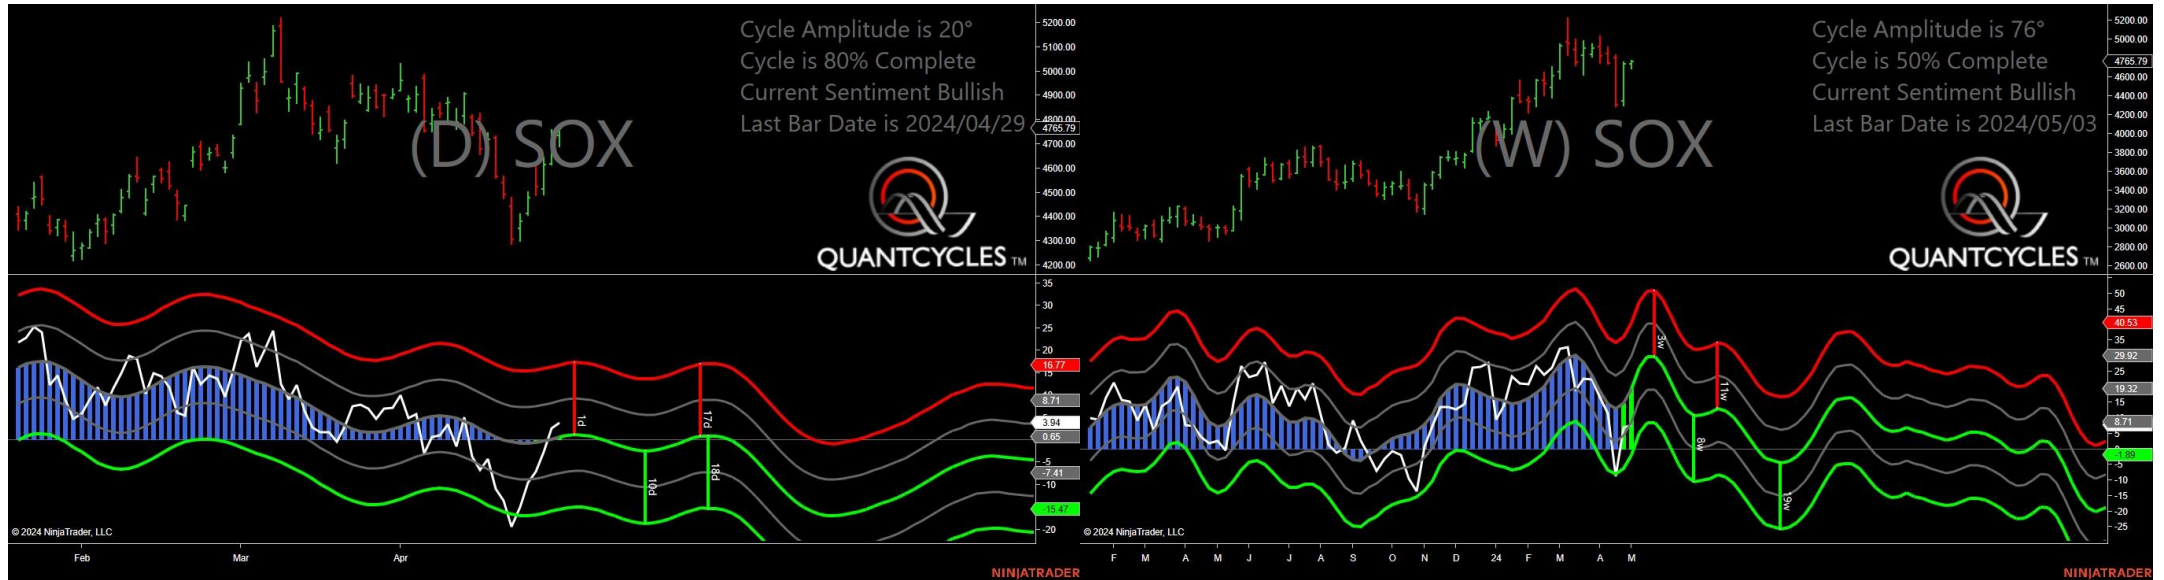 Cycle Amplitude is 20°
Cycle is 80% Complete
Current Sentiment Bullish
Last Bar Date is 2024/04/29
(D) SOX
QUANTCYCLES TM
5200.00
5100.00
5000.00
4900.00
4800.00
4765.79
4700.00
4600.00
4500.00
4400.00
4300.00
4200.00
35
30
25
20
16.77
15
8.71
3.94
0.65
-5
-7.41
-10
-15.47
-20
1d
17d
10d
18d
© 2024 NinjaTrader, LLC
Feb Mar Apr
NINJATRADER
Cycle Amplitude is 76°
Cycle is 50% Complete
Current Sentiment Bullish
Last Bar Date is 2024/05/03
(W) SOX
QUANTCYCLES TM
5200.00
5000.00
4765.79
4600.00
4400.00
4200.00
4000.00
3800.00
3600.00
3400.00
3200.00
3000.00
2800.00
2600.00
50
40.53
35
29.92
25
19.32
15
8.71
5
-1.89
-5
-10
-15
-20
-25
3w
11w
8w
19w
© 2024 NinjaTrader, LLC
F M A M J J A S O N D 24 F M A M
NINJATRADER